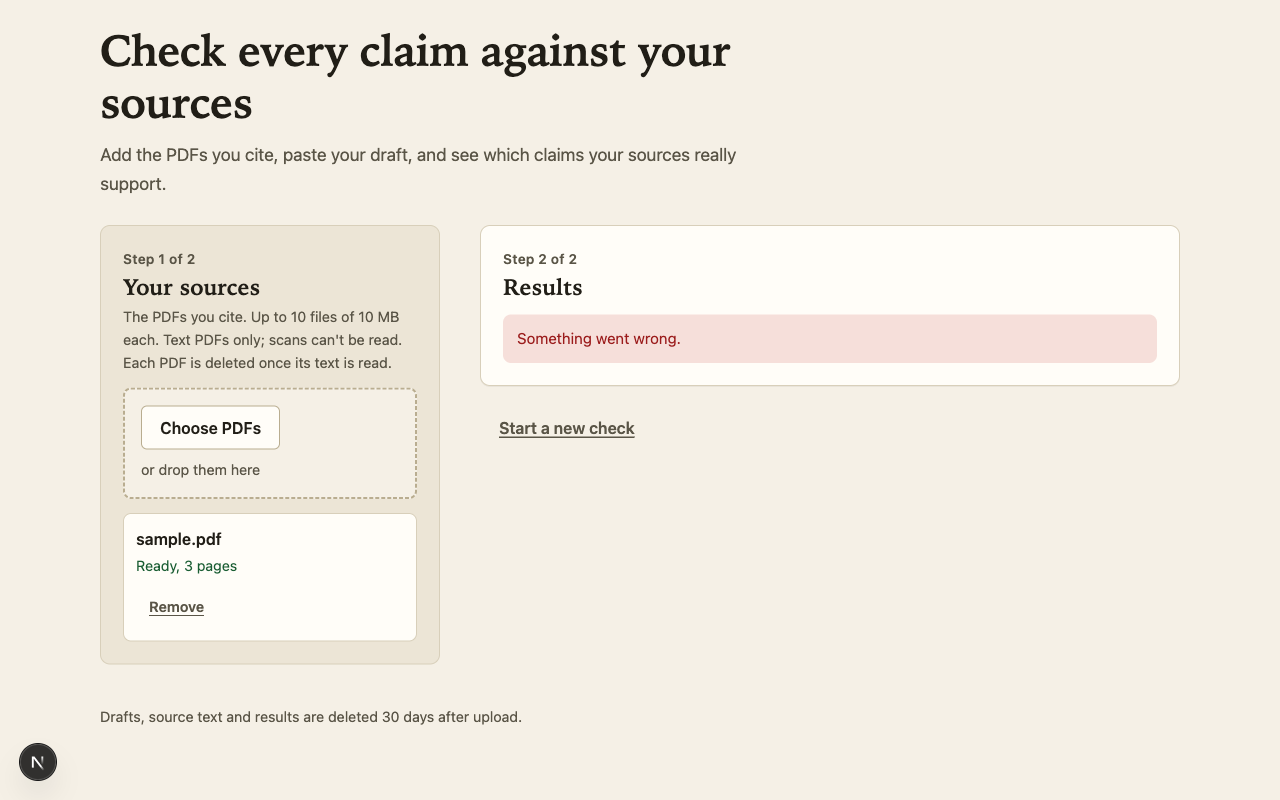 Check every claim against your
sources
Add the PDFs you cite, paste your draft, and see which claims your sources really
support.
Step 1 of 2
Your sources
The PDFs you cite. Up to 10 files of 10 MB
each. Text PDFs only; scans can't be read.
Each PDF is deleted once its text is read.
Choose PDFs
or drop them here
sample.pdf
Ready, 3 pages
Remove
Step 2 of 2
Results
Something went wrong.
Start a new check
Drafts, source text and results are deleted 30 days after upload.
N